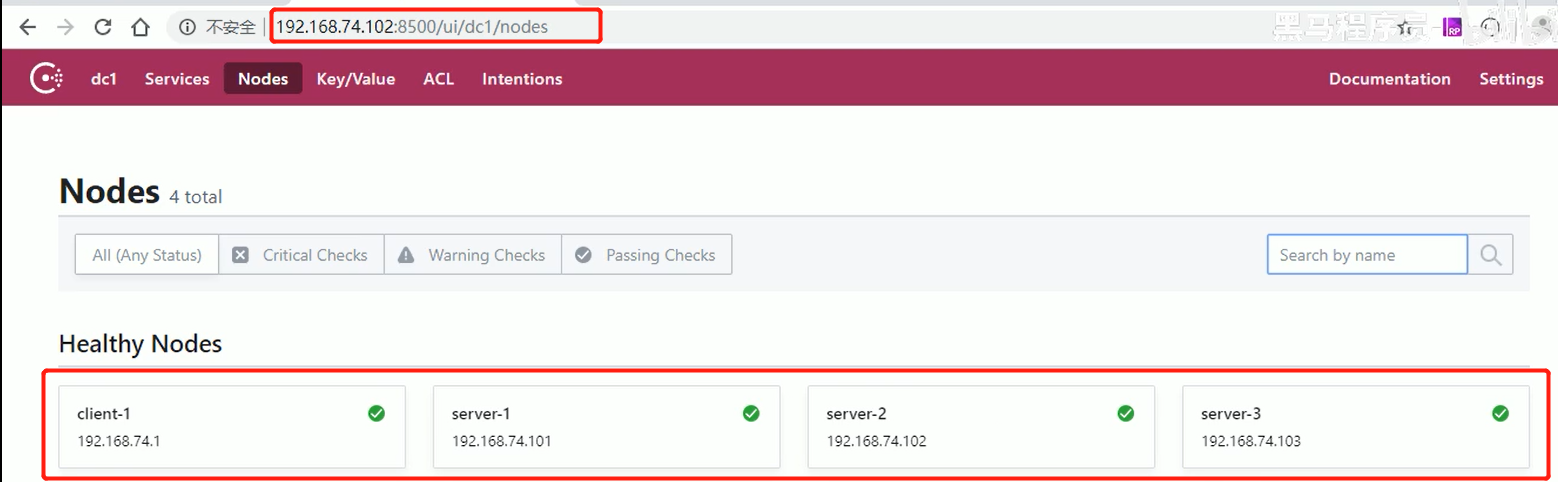 不安全 192.168.74.102:8500/ui/dc1/nodes 黑马程序员
RP
dc1 Services Nodes Key/Value ACL Intentions Documentation Settings
Nodes 4 total
All (Any Status) Critical Checks Warning Checks Passing Checks Search by name
Healthy Nodes
client-1 server-1 server-2 server-3
192.168.74.1 192.168.74.101 192.168.74.102 192.168.74.103